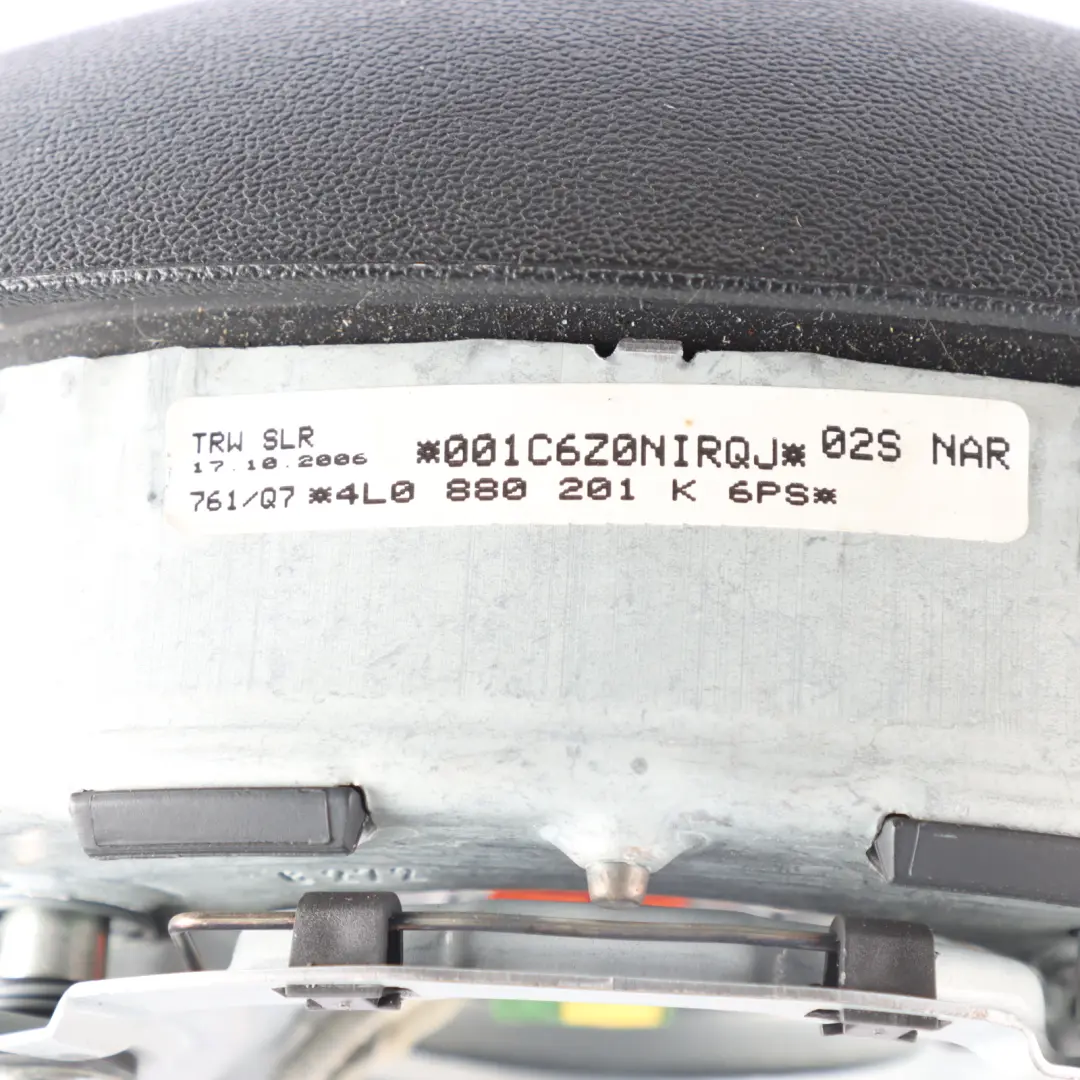 TRW SLR *001C6Z0NIRQJ* 02S NAR
17.10.2006
761/Q7 *4L0 880 201 K 6PS*